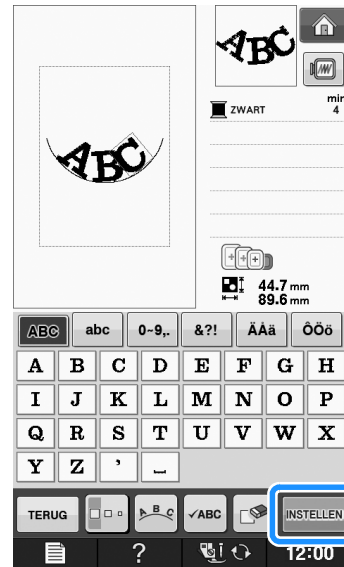 ABC
ABC
ZWART
min
4
44.7 mm
89.6 mm
ABC abc 0~9,. &?! ÄÅä ÔÖö
A B C D E F G H
I J K L M N O P
Q R S T U V W X
Y Z ’ _
TERUG ABC ✓ABC INSTELLEN
? 12:00